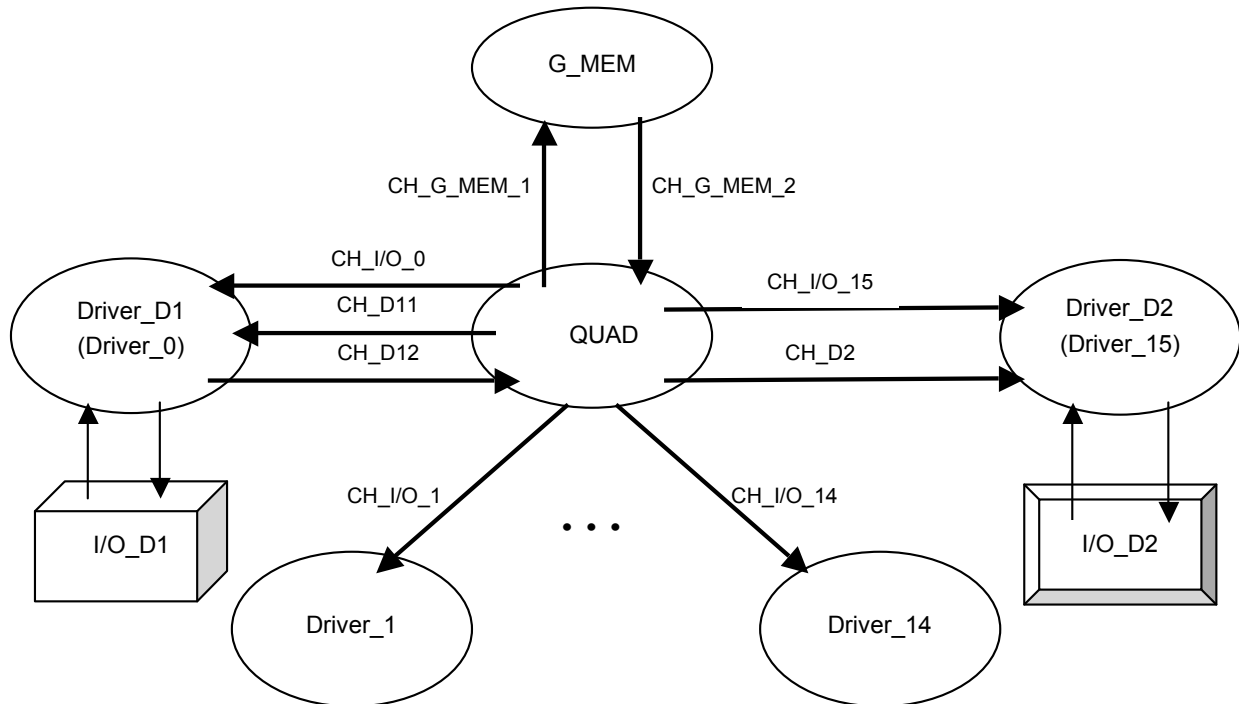 G_MEM
CH_G_MEM_1
CH_G_MEM_2
CH_I/O_0
CH_I/O_15
Driver_D1
(Driver_0)
CH_D11
QUAD
Driver_D2
(Driver_15)
CH_D12
CH_D2
CH_I/O_1
CH_I/O_14
...
I/O_D1
I/O_D2
Driver_1
Driver_14